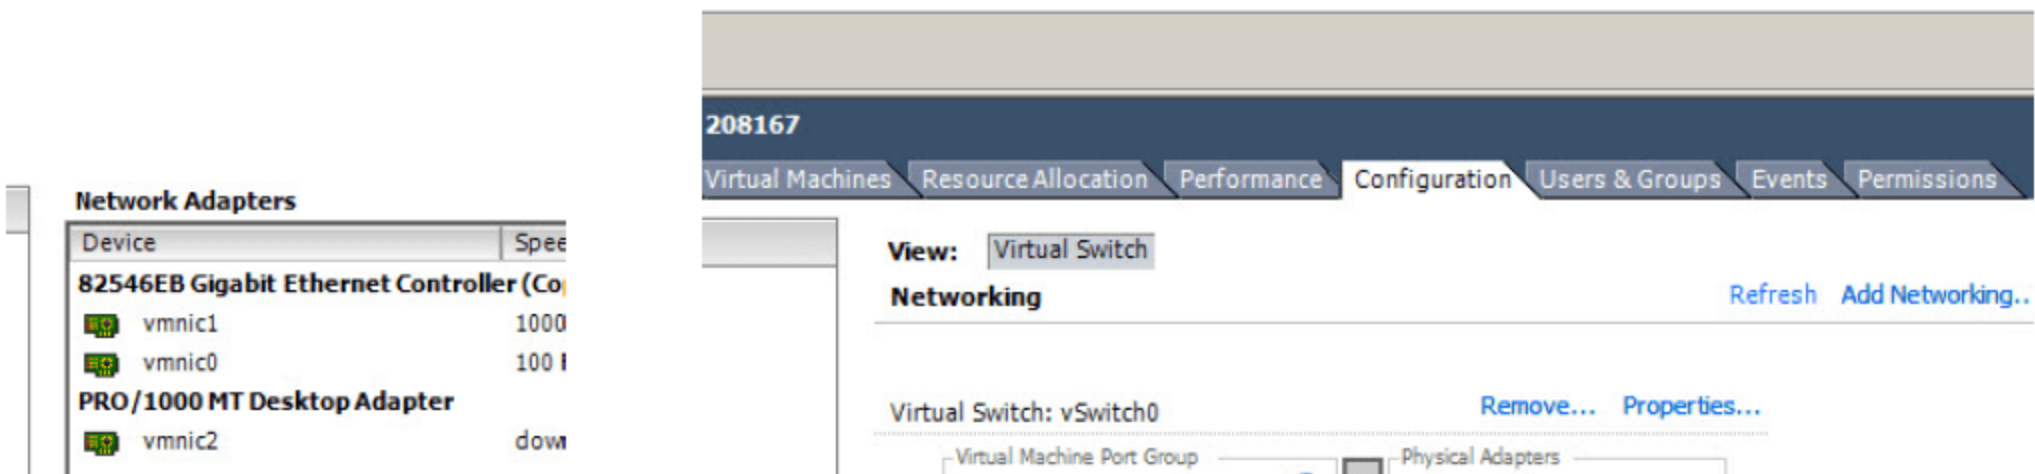 Network Adapters
Device
82546EB Gigabit Ethernet Controller
vmnic1 1000
vmnic0 100
PRO/1000 MT Desktop Adapter
vmnic2
208167
Virtual Machines Resource Allocation Performance Configuration Users & Groups Events Permissions
View: Virtual Switch
Networking Refresh Add Networking..
Virtual Switch: vSwitch0 Remove... Properties...
Virtual Machine Port Group Physical Adapters